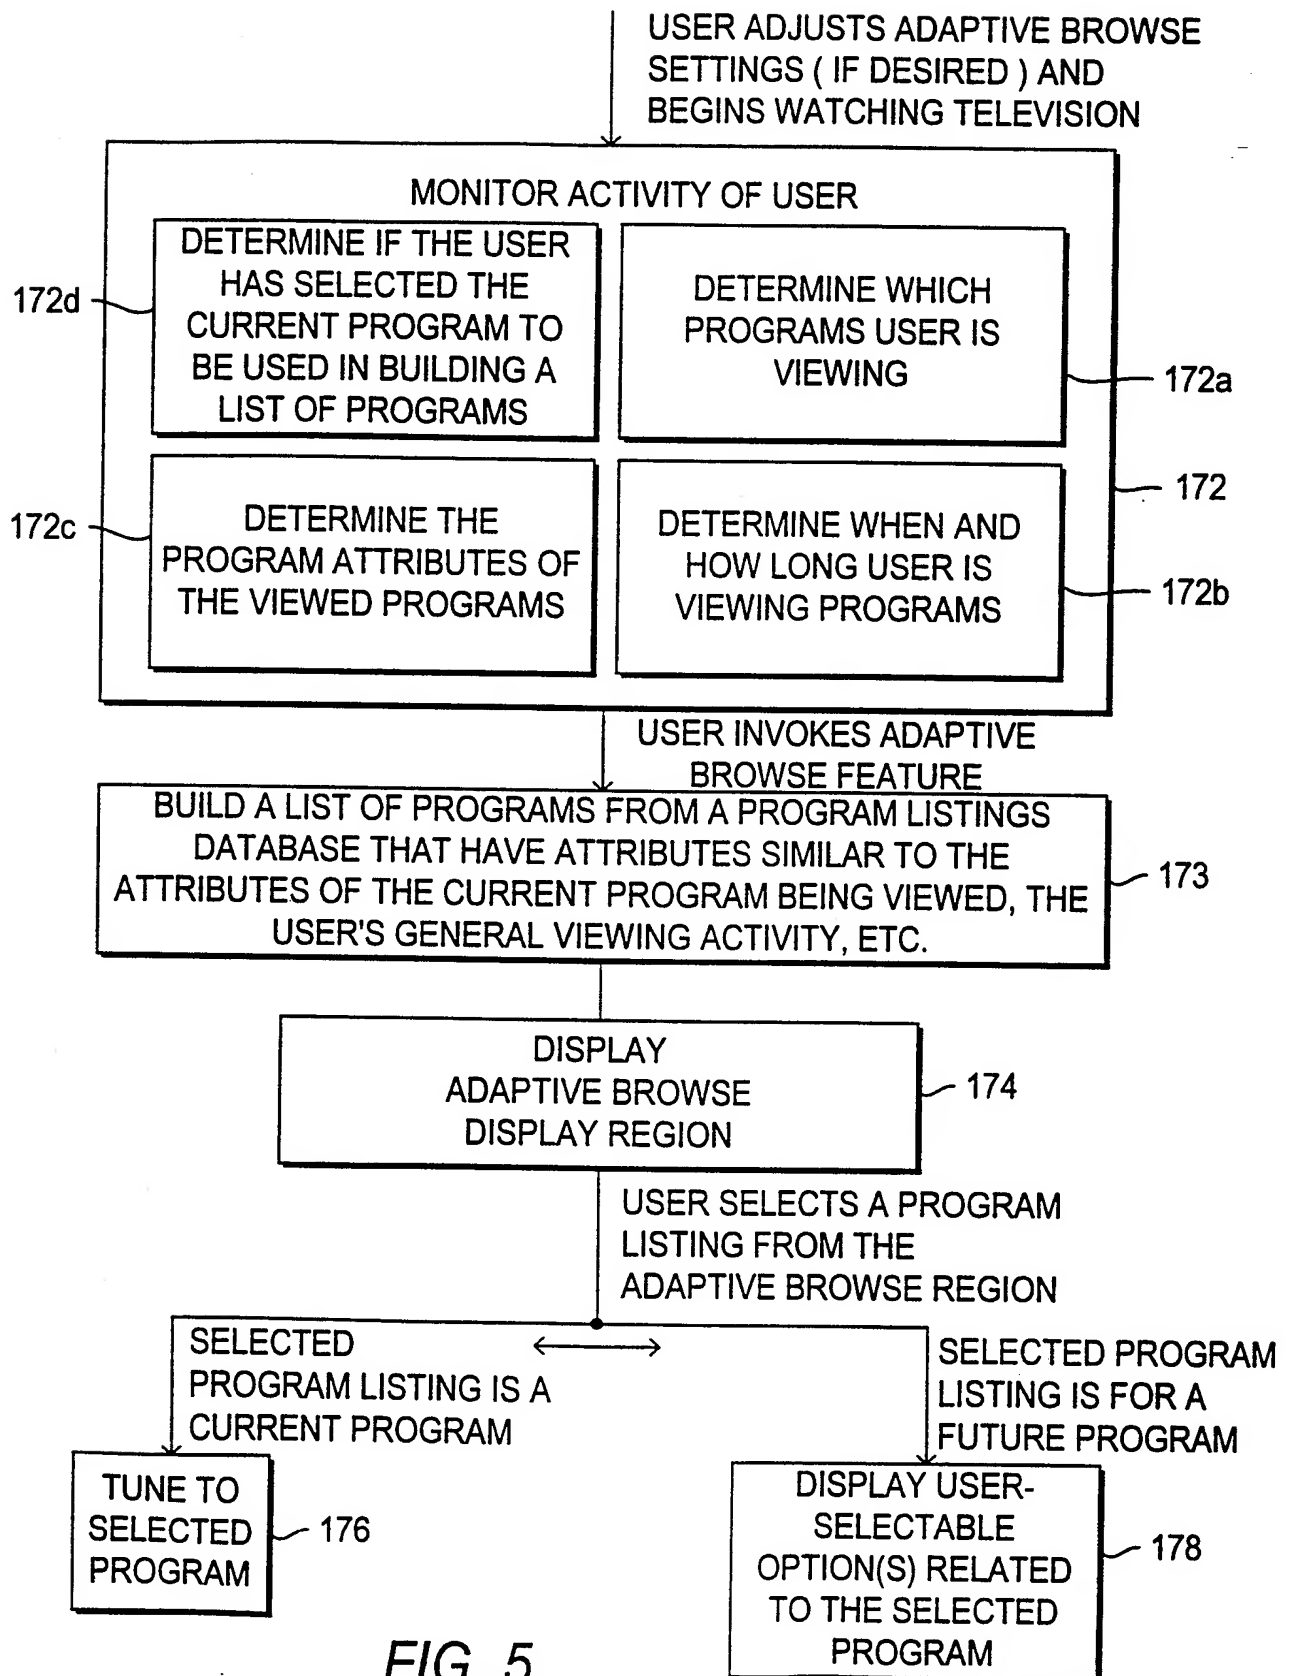 USER ADJUSTS ADAPTIVE BROWSE
SETTINGS ( IF DESIRED ) AND
BEGINS WATCHING TELEVISION
MONITOR ACTIVITY OF USER
172d
DETERMINE IF THE USER
HAS SELECTED THE
CURRENT PROGRAM TO
BE USED IN BUILDING A
LIST OF PROGRAMS
DETERMINE WHICH
PROGRAMS USER IS
VIEWING
172a
172
172c
DETERMINE THE
PROGRAM ATTRIBUTES OF
THE VIEWED PROGRAMS
DETERMINE WHEN AND
HOW LONG USER IS
VIEWING PROGRAMS
172b
USER INVOKES ADAPTIVE
BROWSE FEATURE
BUILD A LIST OF PROGRAMS FROM A PROGRAM LISTINGS
DATABASE THAT HAVE ATTRIBUTES SIMILAR TO THE
ATTRIBUTES OF THE CURRENT PROGRAM BEING VIEWED, THE
USER'S GENERAL VIEWING ACTIVITY, ETC.
173
DISPLAY
ADAPTIVE BROWSE
DISPLAY REGION
174
USER SELECTS A PROGRAM
LISTING FROM THE
ADAPTIVE BROWSE REGION
SELECTED
PROGRAM LISTING IS A
CURRENT PROGRAM
SELECTED PROGRAM
LISTING IS FOR A
FUTURE PROGRAM
TUNE TO
SELECTED
PROGRAM
176
DISPLAY USER-
SELECTABLE
OPTION(S) RELATED
TO THE SELECTED
PROGRAM
178
FIG. 5